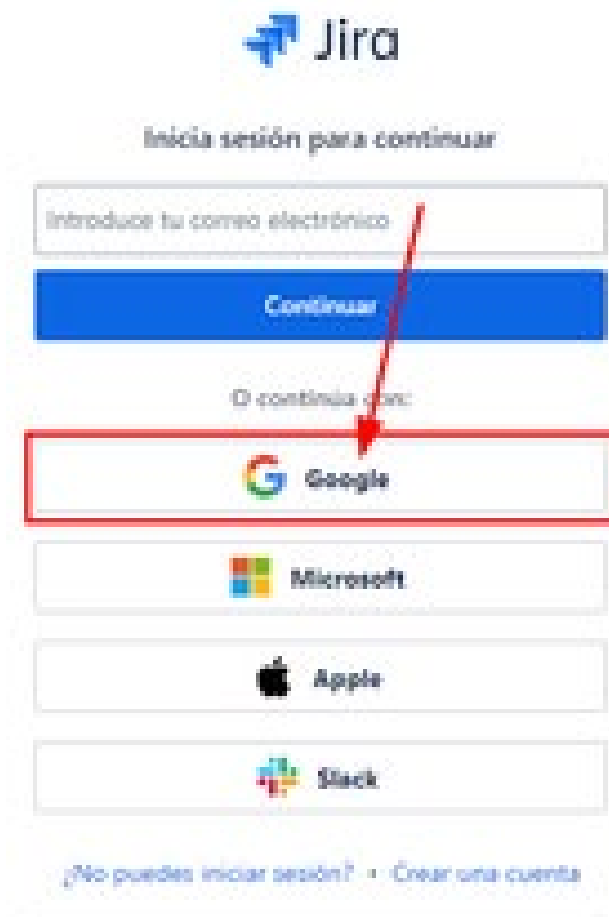 Jira
Inicia sesión para continuar
Introduce tu correo electrónico
Continuar
O continúa con:
Google
Microsoft
Apple
Slack
¿No puedes iniciar sesión? • Crear una cuenta